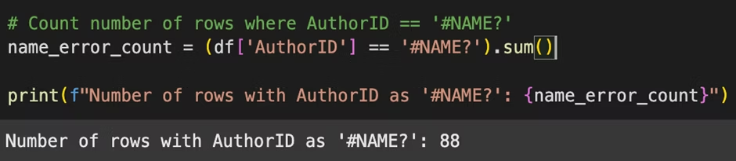 # Count number of rows where AuthorID == '#NAME?'
name_error_count = (df['AuthorID'] == '#NAME?').sum()
print(f"Number of rows with AuthorID as '#NAME?': {name_error_count}")
Number of rows with AuthorID as '#NAME?': 88